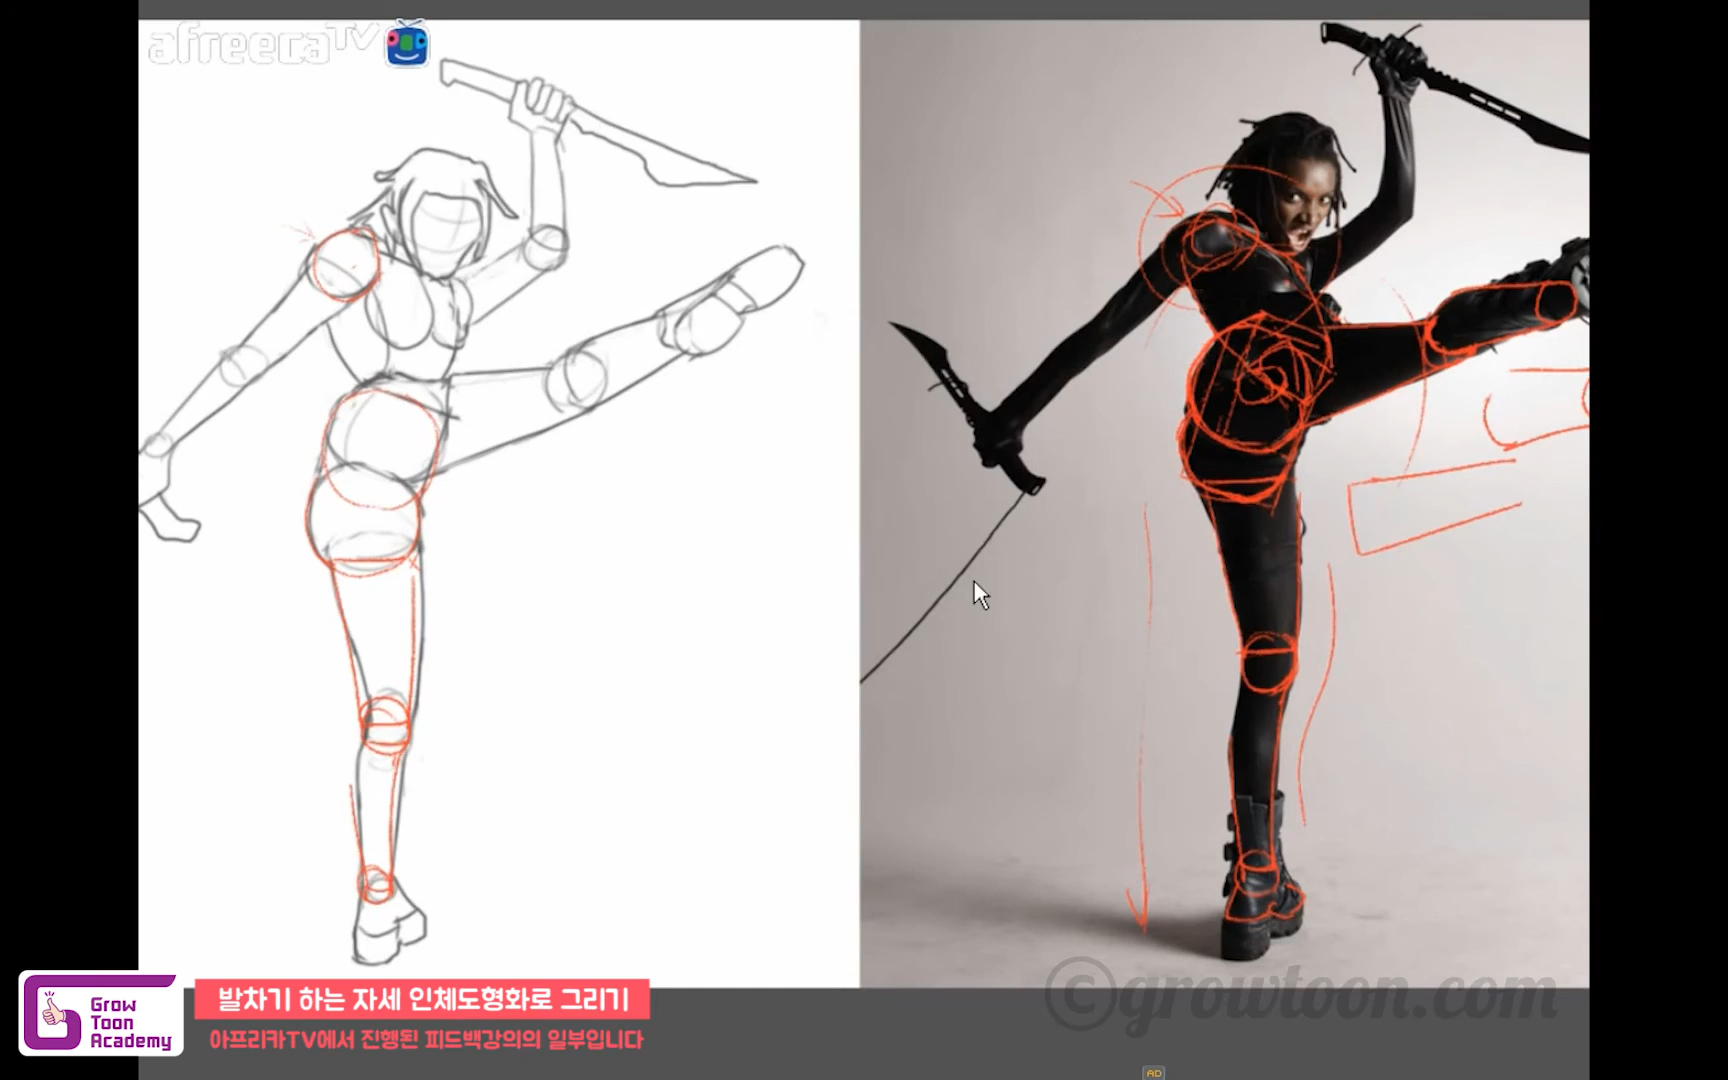 afreecaTV
Grow
Toon
Academy
발차기 하는 자세 인체도형화로 그리기
아프리카TV에서 진행된 피드백강의의 일부입니다
©growtoon.com
AD